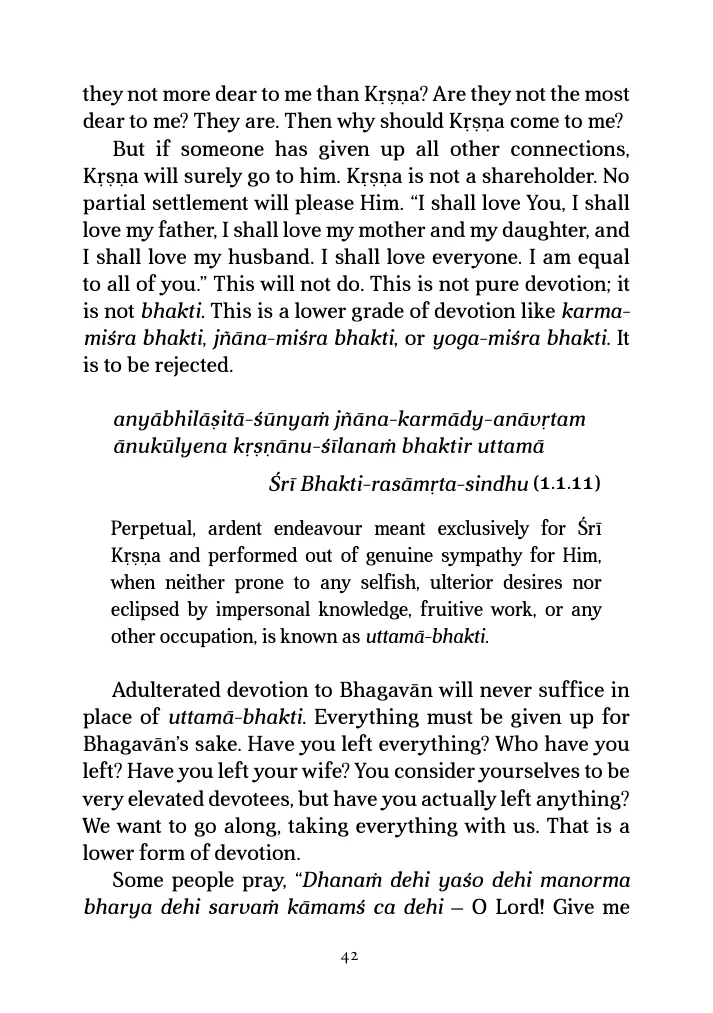 they not more dear to me than Kṛṣṇa? Are they not the most
dear to me? They are. Then why should Kṛṣṇa come to me?
But if someone has given up all other connections,
Kṛṣṇa will surely go to him. Kṛṣṇa is not a shareholder. No
partial settlement will please Him. “I shall love You, I shall
love my father, I shall love my mother and my daughter, and
I shall love my husband. I shall love everyone. I am equal
to all of you.” This will not do. This is not pure devotion; it
is not bhakti. This is a lower grade of devotion like karma-
miśra bhakti, jñāna-miśra bhakti, or yoga-miśra bhakti. It
is to be rejected.
anyābhilāṣitā-śūnyaṁ jñāna-karmādy-anāvṛtam
ānukūlyena kṛṣṇānu-śīlanaṁ bhaktir uttamā
Śrī Bhakti-rasāmṛta-sindhu (1.1.11)
Perpetual, ardent endeavour meant exclusively for Śrī
Kṛṣṇa and performed out of genuine sympathy for Him,
when neither prone to any selfish, ulterior desires nor
eclipsed by impersonal knowledge, fruitive work, or any
other occupation, is known as uttamā-bhakti.
Adulterated devotion to Bhagavān will never suffice in
place of uttamā-bhakti. Everything must be given up for
Bhagavān’s sake. Have you left everything? Who have you
left? Have you left your wife? You consider yourselves to be
very elevated devotees, but have you actually left anything?
We want to go along, taking everything with us. That is a
lower form of devotion.
Some people pray, “Dhanaṁ dehi yaśo dehi manorma
bharya dehi sarvaṁ kāmamś ca dehi – O Lord! Give me
42